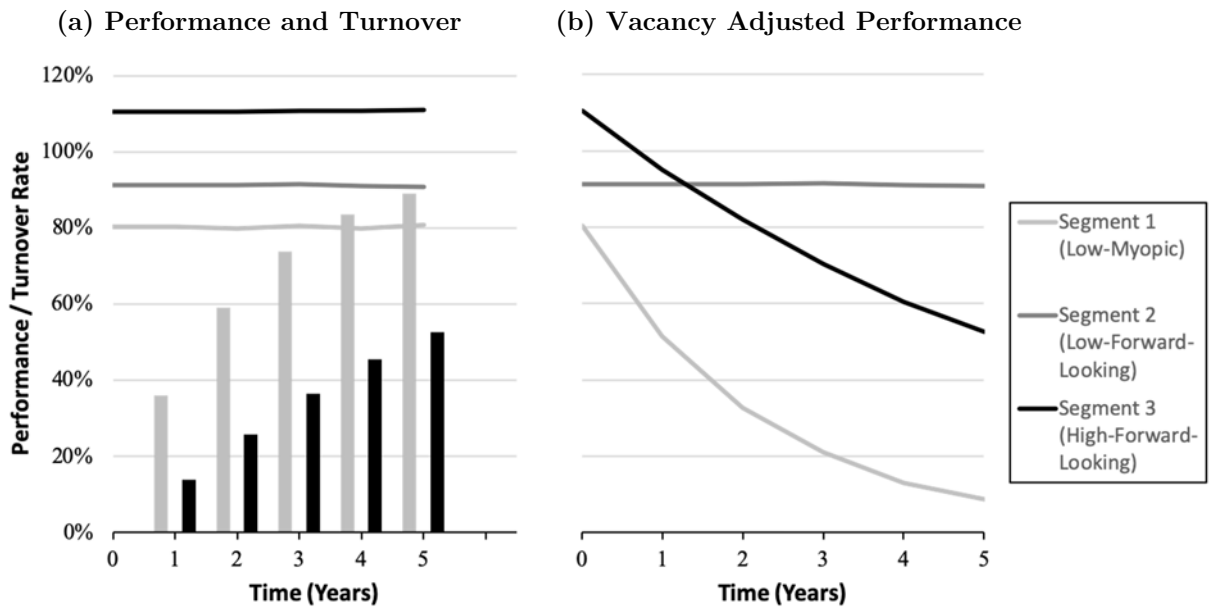 (a) Performance and Turnover
(b) Vacancy Adjusted Performance
Performance / Turnover Rate
120%
100%
80%
60%
40%
20%
0%
0 1 2 3 4 5
Time (Years)
0 1 2 3 4 5
Time (Years)
Segment 1
(Low-Myopic)
Segment 2
(Low-Forward-
Looking)
Segment 3
(High-Forward-
Looking)